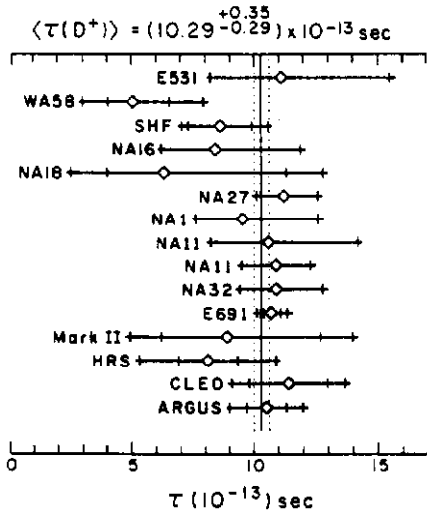 ⟨τ(D⁺)⟩ = (10.29 +0.35 -0.29) x 10⁻¹³ sec
E531
WA58
SHF
NA16
NA18
NA27
NA1
NA11
NA11
NA32
E691
Mark II
HRS
CLEO
ARGUS
0 5 10 15
τ (10⁻¹³) sec